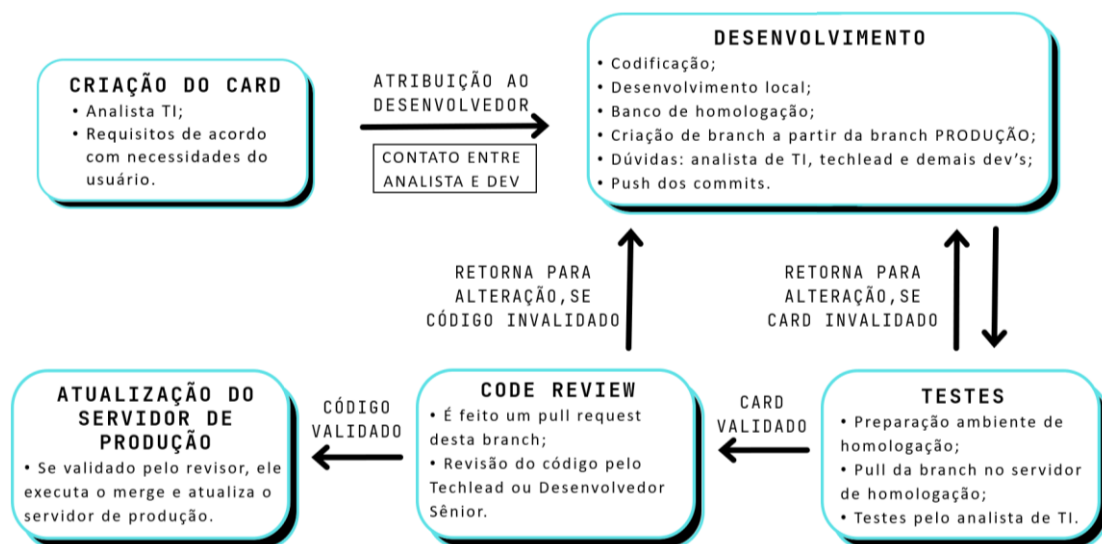 CRIAÇÃO DO CARD
• Analista TI;
• Requisitos de acordo
com necessidades do
usuário.
ATRIBUIÇÃO AO
DESENVOLVEDOR
CONTATO ENTRE
ANALISTA E DEV
DESENVOLVIMENTO
• Codificação;
• Desenvolvimento local;
• Banco de homologação;
• Criação de branch a partir da branch PRODUÇÃO;
• Dúvidas: analista de TI, techlead e demais dev's;
• Push dos commits.
RETORNA PARA
ALTERAÇÃO,SE
CÓDIGO INVALIDADO
RETORNA PARA
ALTERAÇÃO,SE
CARD INVALIDADO
ATUALIZAÇÃO DO
SERVIDOR DE
PRODUÇÃO
• Se validado pelo revisor, ele
executa o merge e atualiza o
servidor de produção.
CÓDIGO
VALIDADO
CODE REVIEW
• É feito um pull request
desta branch;
• Revisão do código pelo
Techlead ou Desenvolvedor
Sênior.
CARD
VALIDADO
TESTES
• Preparação ambiente de
homologação;
• Pull da branch no servidor
de homologação;
• Testes pelo analista de TI.